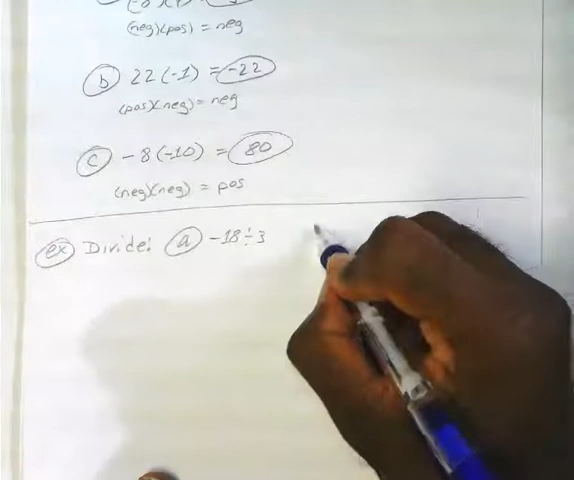 (neg)(pos) = neg
b 22(-1) = -22
(pos)(neg) = neg
c -8(-10) = 80
(neg)(neg) = pos
ex Divide: a -18÷3